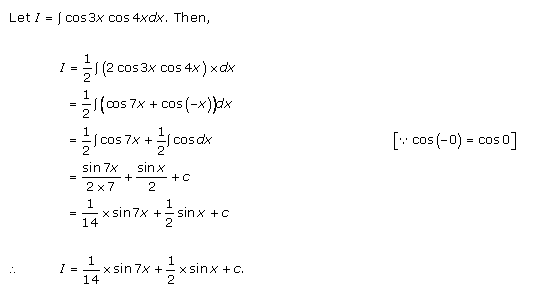 Let I = ∫ cos 3x cos 4x dx. Then,
I = 1/2 ∫ (2 cos 3x cos 4x) × dx
= 1/2 ∫ (cos 7x + cos (-x)) dx
= 1/2 ∫ cos 7x + 1/2 ∫ cos dx [∵ cos (-0) = cos 0]
= sin 7x / 2 × 7 + sin x / 2 + c
= 1/14 × sin 7x + 1/2 sin x + c
∴ I = 1/14 × sin 7x + 1/2 × sin x + c.